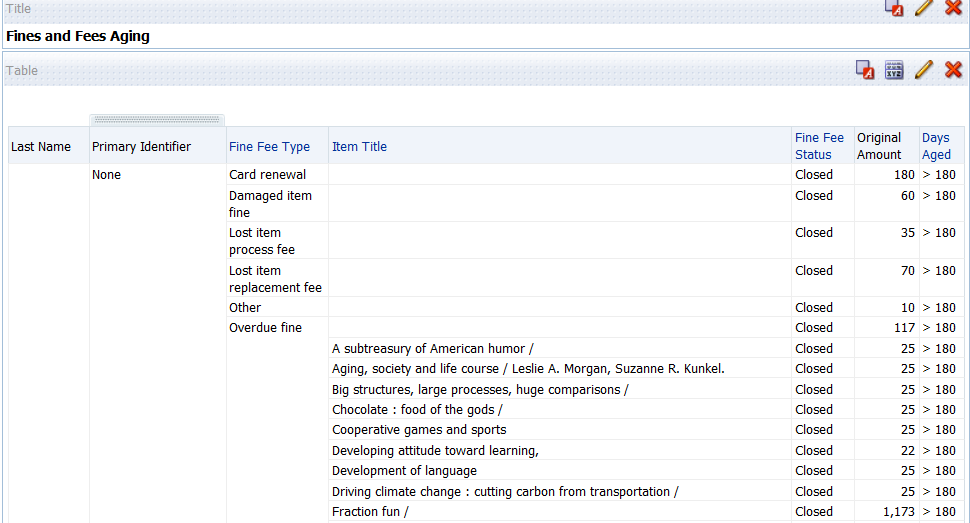 Title
Fines and Fees Aging
Table
Last Name Primary Identifier Fine Fee Type Item Title Fine Fee Status Original Amount Days Aged
None Card renewal Closed 180 > 180
Damaged item fine Closed 60 > 180
Lost item process fee Closed 35 > 180
Lost item replacement fee Closed 70 > 180
Other Closed 10 > 180
Overdue fine Closed 117 > 180
A subtreasury of American humor / Closed 25 > 180
Aging, society and life course / Leslie A. Morgan, Suzanne R. Kunkel. Closed 25 > 180
Big structures, large processes, huge comparisons / Closed 25 > 180
Chocolate : food of the gods / Closed 25 > 180
Cooperative games and sports Closed 25 > 180
Developing attitude toward learning, Closed 22 > 180
Development of language Closed 25 > 180
Driving climate change : cutting carbon from transportation / Closed 25 > 180
Fraction fun / Closed 1,173 > 180